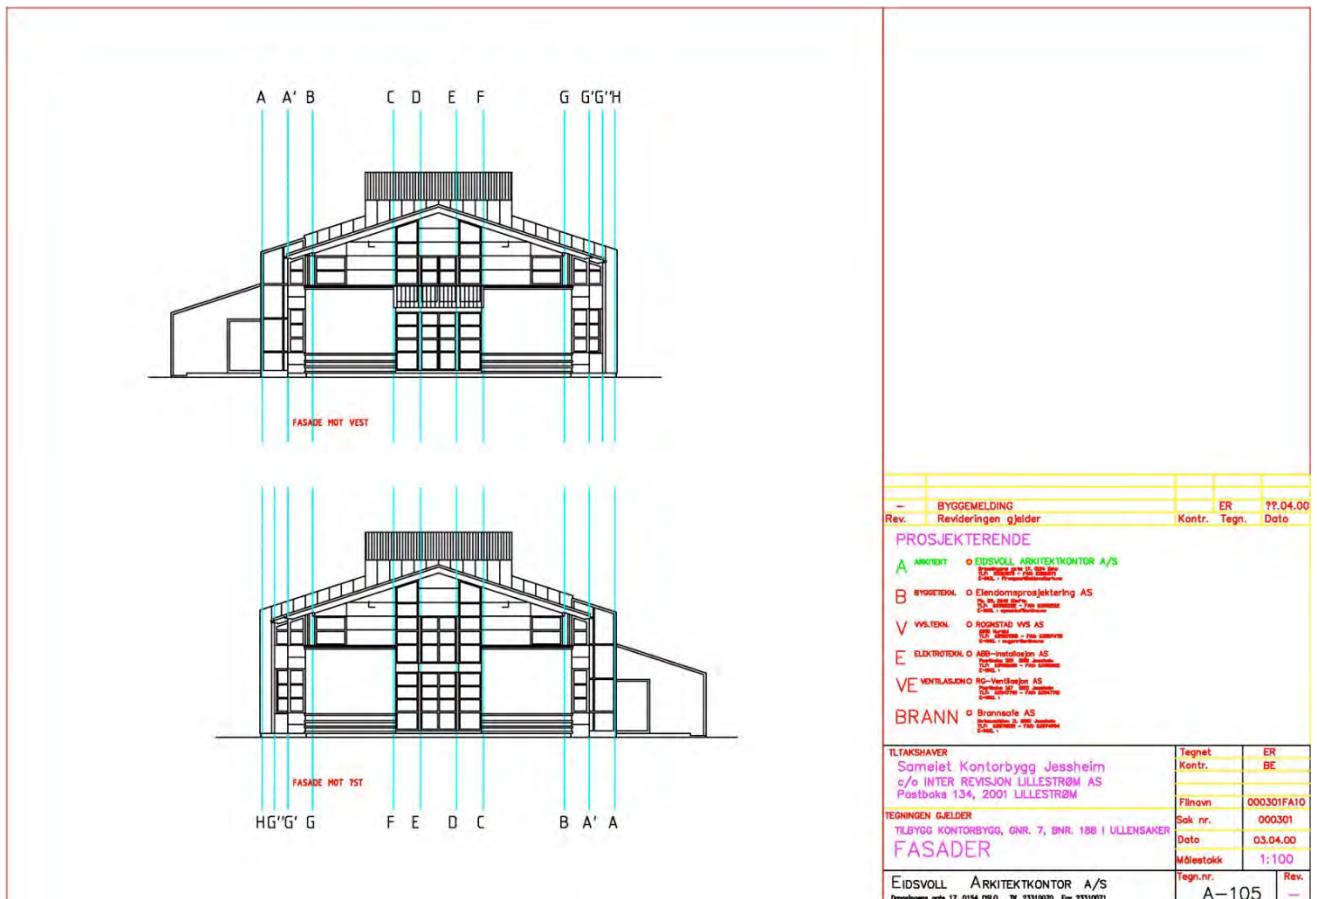 A A' B C D E F G G' G'' H
FASADE MOT VEST
FASADE MOT ?ST
H G'' G' G F E D C B A' A
- BYGGEMELDING ER ??.04.00
Rev. Revideringen gjelder Kontr. Tegn. Dato
PROSJEKTERENDE
A ARKITEKT EIDSVOLL ARKITEKTKONTOR A/S
B BYGGETEKN. Eiendomsprosjektering AS
V VVS.TEKN. ROGNSTAD VVS AS
E ELEKTROTEKN. ABB-Installasjon AS
VE VENTILASJON RG-Ventilasjon AS
BRANN Brannsafe AS
TILTAKSHAVER
Sameiet Kontorbygg Jessheim
c/o INTER REVISJON LILLESTRØM AS
Postboks 134, 2001 LILLESTRØM
Tegnet ER
Kontr. BE
Filnavn 000301FA10
TEGNINGEN GJELDER
TILBYGG KONTORBYGG, GNR. 7, BNR. 188 I ULLENSAKER
FASADER
Sak nr. 000301
Dato 03.04.00
Målestokk 1:100
EIDSVOLL ARKITEKTKONTOR A/S
Tegn.nr. Rev.
A-105 -